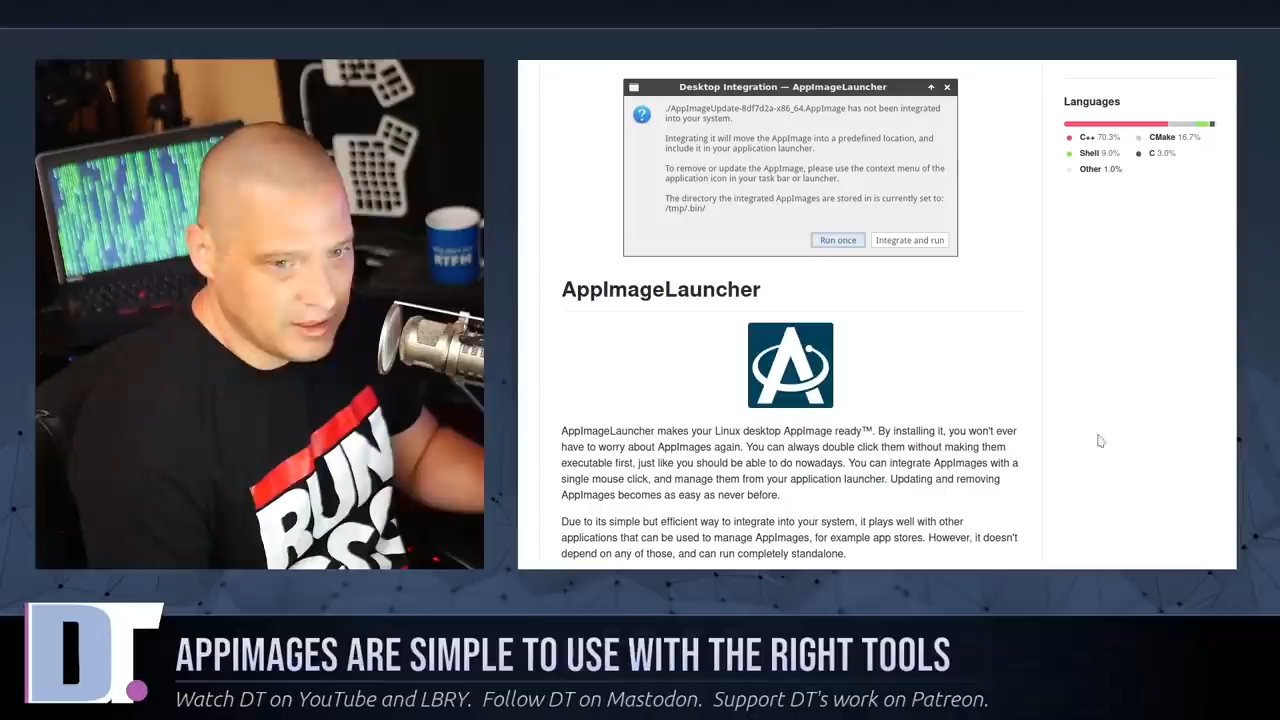 Desktop Integration — AppImageLauncher
./AppImageUpdate-8df7d2a-x86_64.AppImage has not been integrated
into your system.
Integrating it will move the AppImage into a predefined location, and
include it in your application launcher.
To remove or update the AppImage, please use the context menu of the
application icon in your task bar or launcher.
The directory the integrated AppImages are stored in is currently set to:
/tmp/.bin/
Run once
Integrate and run
AppImageLauncher
AppImageLauncher makes your Linux desktop AppImage ready™. By installing it, you won't ever
have to worry about AppImages again. You can always double click them without making them
executable first, just like you should be able to do nowadays. You can integrate AppImages with a
single mouse click, and manage them from your application launcher. Updating and removing
AppImages becomes as easy as never before.
Due to its simple but efficient way to integrate into your system, it plays well with other
applications that can be used to manage AppImages, for example app stores. However, it doesn't
depend on any of those, and can run completely standalone.
Languages
C++ 70.3%
CMake 16.7%
Shell 9.0%
C 3.0%
Other 1.0%
RTFM
RUN
DT.
APPIMAGES ARE SIMPLE TO USE WITH THE RIGHT TOOLS
Watch DT on YouTube and LBRY. Follow DT on Mastodon. Support DT's work on Patreon.